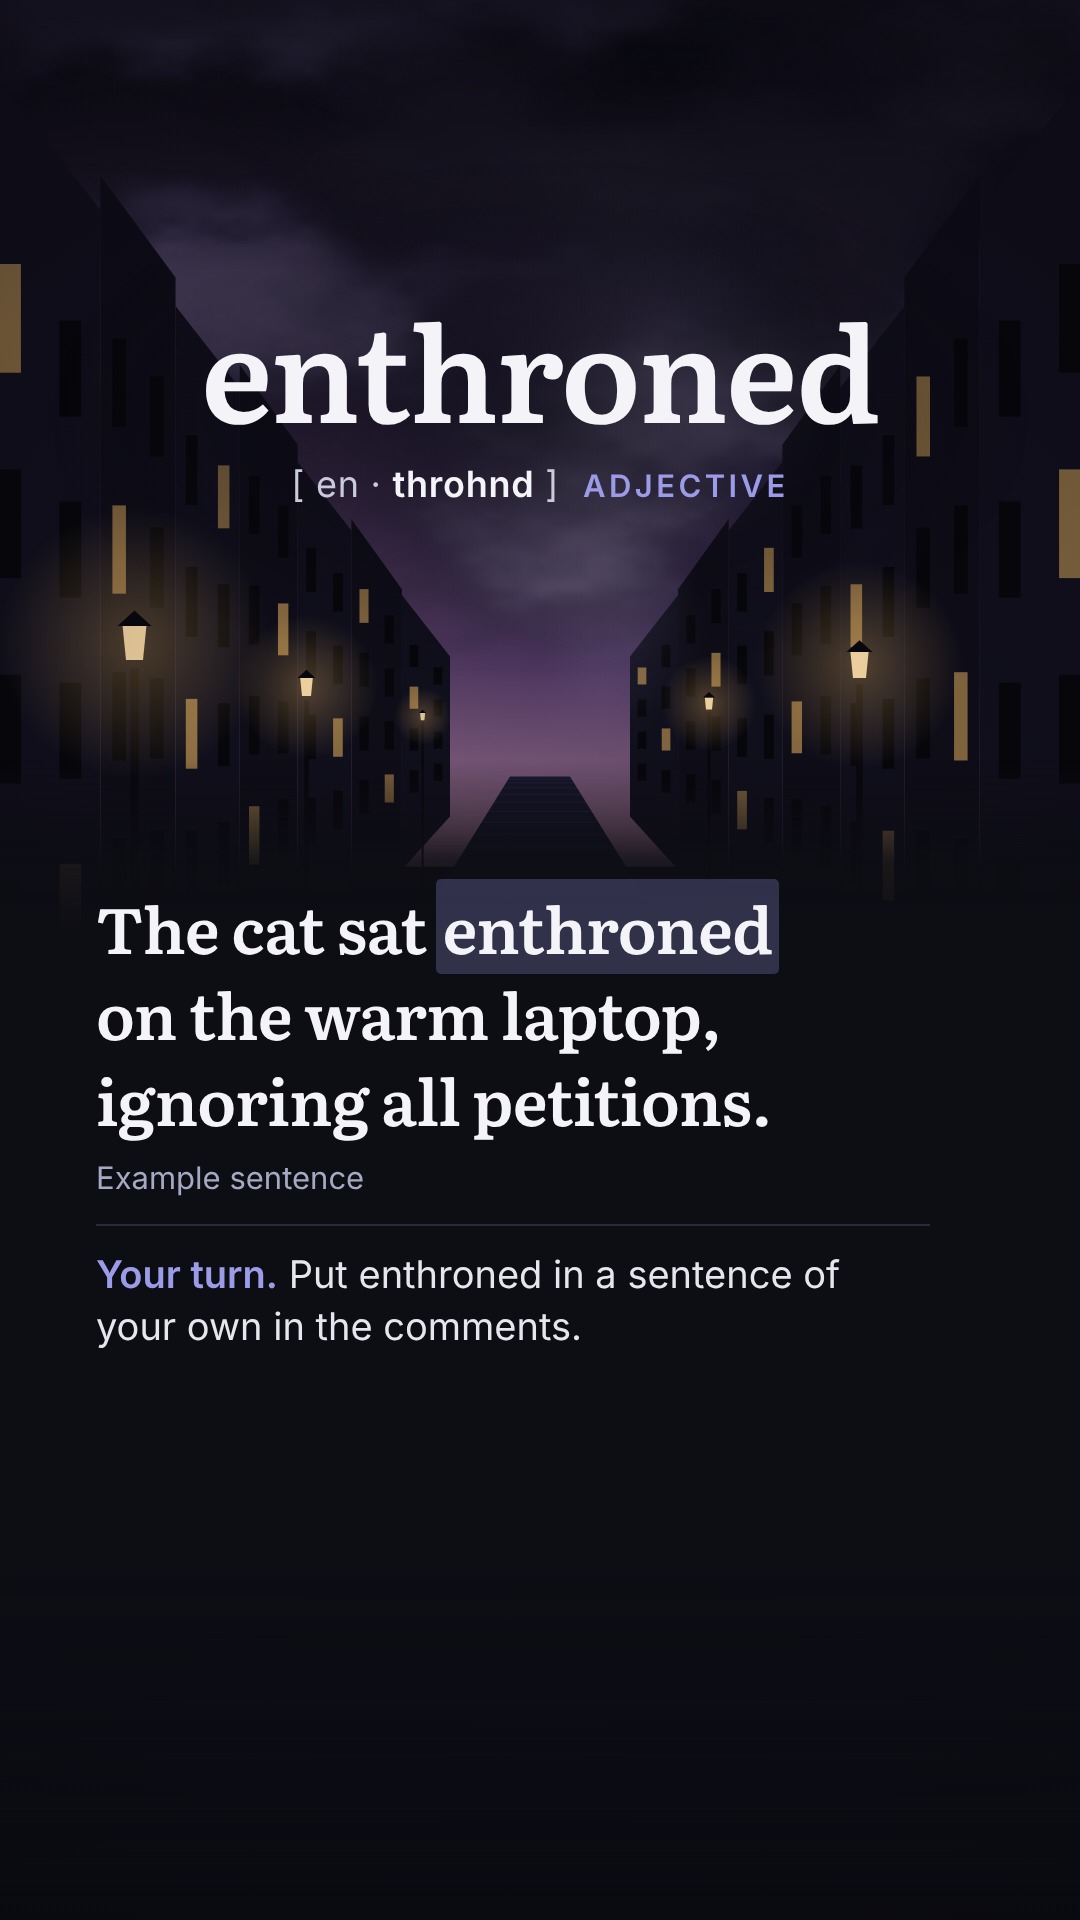 enthroned
[ en · throhnd ] ADJECTIVE
The cat sat enthroned
on the warm laptop,
ignoring all petitions.
Example sentence
Your turn. Put enthroned in a sentence of
your own in the comments.